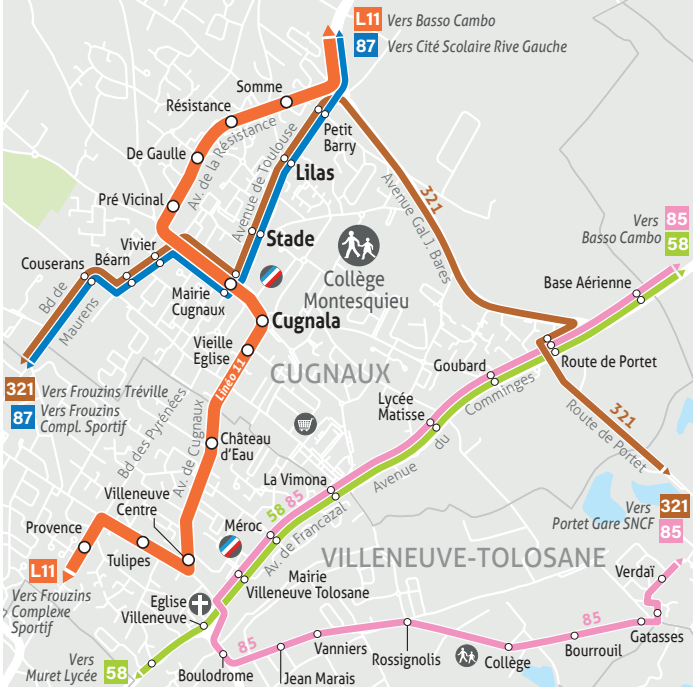 L11 Vers Basso Cambo
87 Vers Cité Scolaire Rive Gauche
Somme
Résistance
Petit
Barry
De Gaulle
Av. de la Résistance
Avenue de Toulouse
Lilas
321
Avenue Gal J. Bares
Pré Vicinal
Stade
Vers
Basso Cambo
85
58
Vivier
Béarn
Couserans
Bd de
Maurens
Mairie
Cugnaux
Collège
Montesquieu
Base Aérienne
Cugnala
Vieille
Eglise
Linéo 11
CUGNAUX
Goubard
Route de Portet
321 Vers Frouzins Tréville
87 Vers Frouzins
Compl. Sportif
Lycée
Matisse
Avenue
du
Comminges
321
Route de Portet
Bd des Pyrénées
Av. de Cugnaux
Château
d'Eau
La Vimona
Villeneuve
Centre
58 85
Av. de Francazal
Vers
Portet Gare SNCF
321
85
Provence
Tulipes
Méroc
VILLENEUVE-TOLOSANE
L11
Vers Frouzins
Complexe
Sportif
Mairie
Villeneuve Tolosane
Verdaï
Eglise
Villeneuve
85
85
Vers
Muret Lycée
58
Boulodrome
Jean Marais
Vanniers
Rossignolis
Collège
Bourrouil
Gatasses